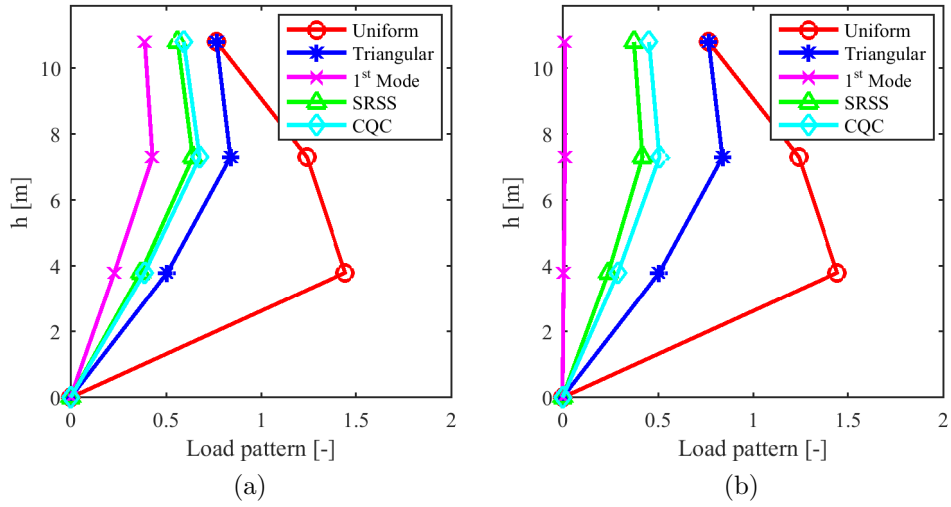 Uniform
Triangular
1st Mode
SRSS
CQC
10
8
6
4
2
0
h [m]
0 0.5 1 1.5 2
Load pattern [-]
(a)
Uniform
Triangular
1st Mode
SRSS
CQC
10
8
6
4
2
0
h [m]
0 0.5 1 1.5 2
Load pattern [-]
(b)